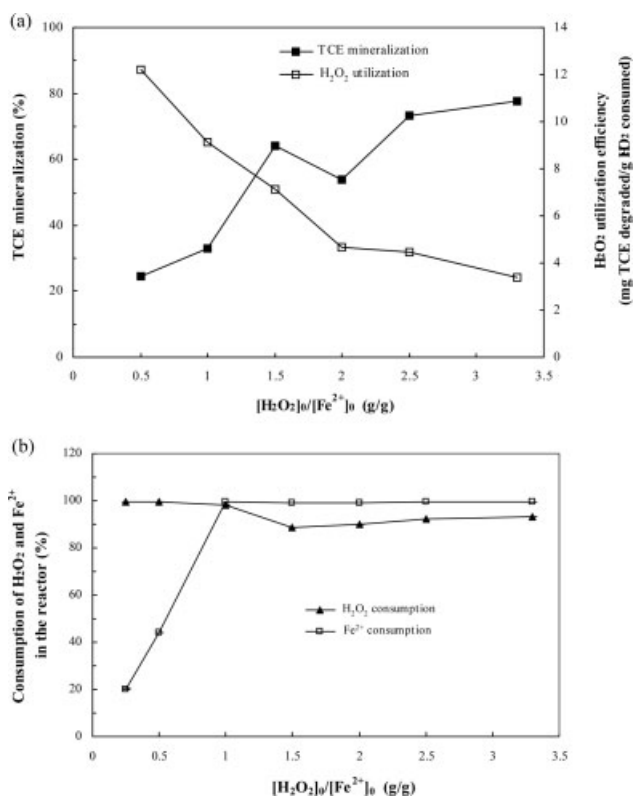 (a)
100
80
60
40
20
0
TCE mineralization (%)
TCE mineralization
H₂O₂ utilization
14
12
10
8
6
4
2
0
H₂O₂ utilization efficiency
(mg TCE degraded/g HO₂ consumed)
0
0.5
1
1.5
2
2.5
3
3.5
[H₂O₂]₀/[Fe²⁺]₀ (g/g)
(b)
120
100
80
60
40
20
0
Consumption of H₂O₂ and Fe²⁺
in the reactor (%)
H₂O₂ consumption
Fe²⁺ consumption
0
0.5
1
1.5
2
2.5
3
3.5
[H₂O₂]₀/[Fe²⁺]₀ (g/g)